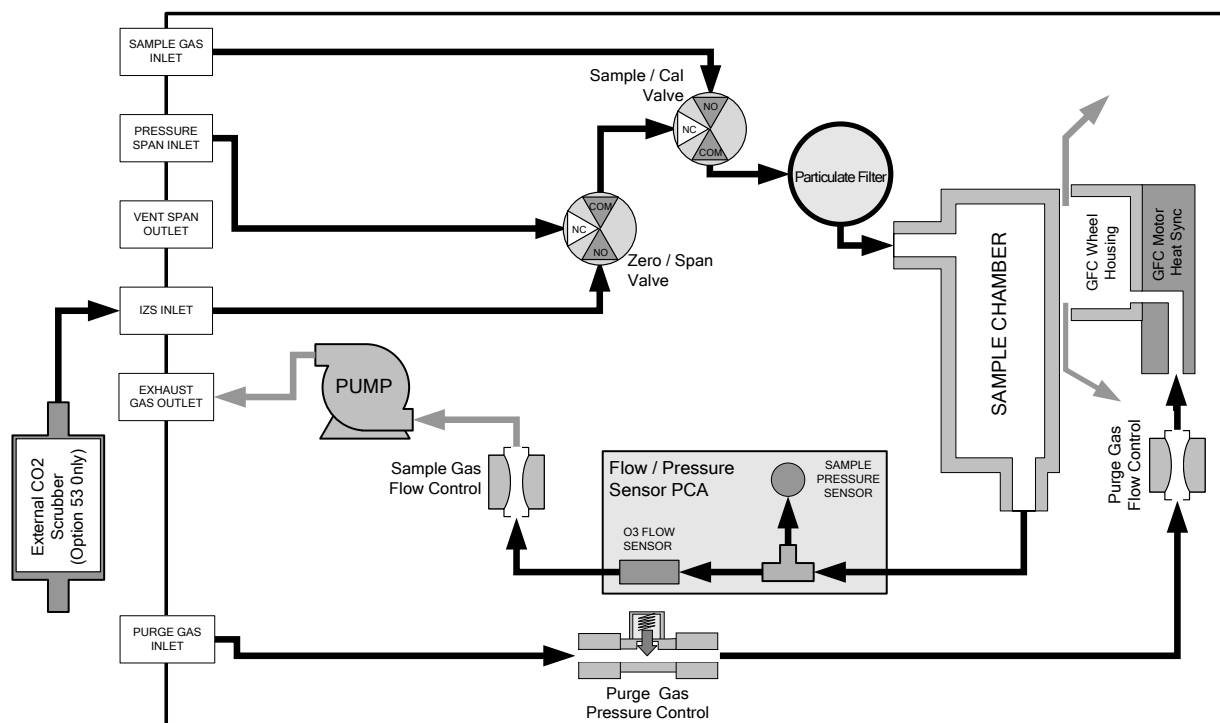 SAMPLE GAS
INLET
Sample / Cal
Valve
NO
NC
COM
PRESSURE
SPAN INLET
Particulate Filter
VENT SPAN
OUTLET
COM
NC
NO
Zero / Span
Valve
SAMPLE CHAMBER
GFC Wheel
Housing
GFC Motor
Heat Sync
IZS INLET
EXHAUST
GAS OUTLET
PUMP
External CO2
Scrubber
(Option 53 0nly)
Sample Gas
Flow Control
Flow / Pressure
Sensor PCA
SAMPLE
PRESSURE
SENSOR
O3 FLOW
SENSOR
Purge Gas
Flow Control
PURGE GAS
INLET
Purge Gas
Pressure Control